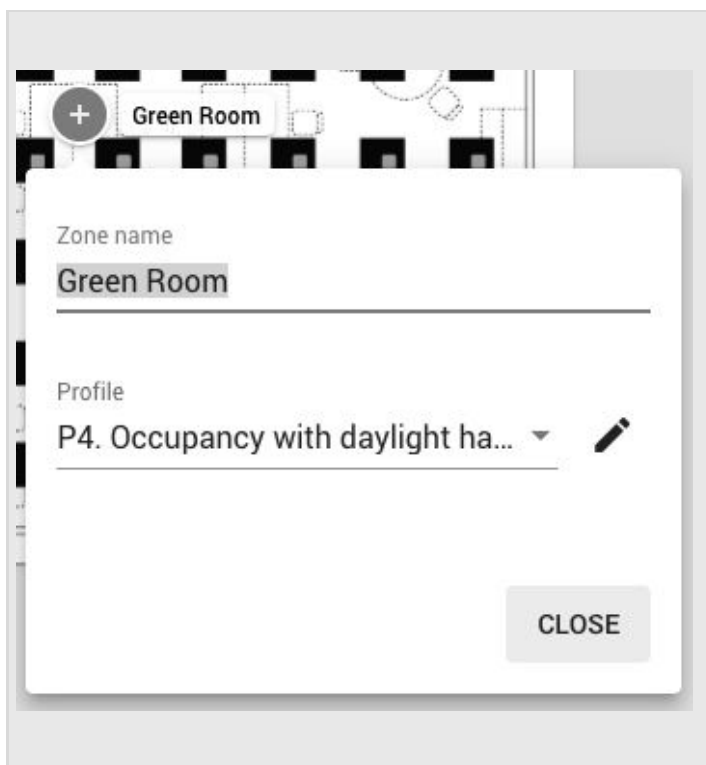 Green Room
Zone name
Green Room
Profile
P4. Occupancy with daylight ha...
CLOSE